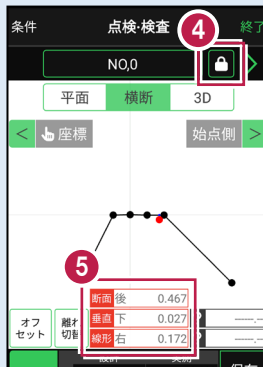 条件 点検·検査 4 終了
NO,0
平面 横断 3D
< 座標 始点側 >
5
断面 後 0.467
垂直 下 0.027
線形 右 0.172
オフ
セット
離れ
切替